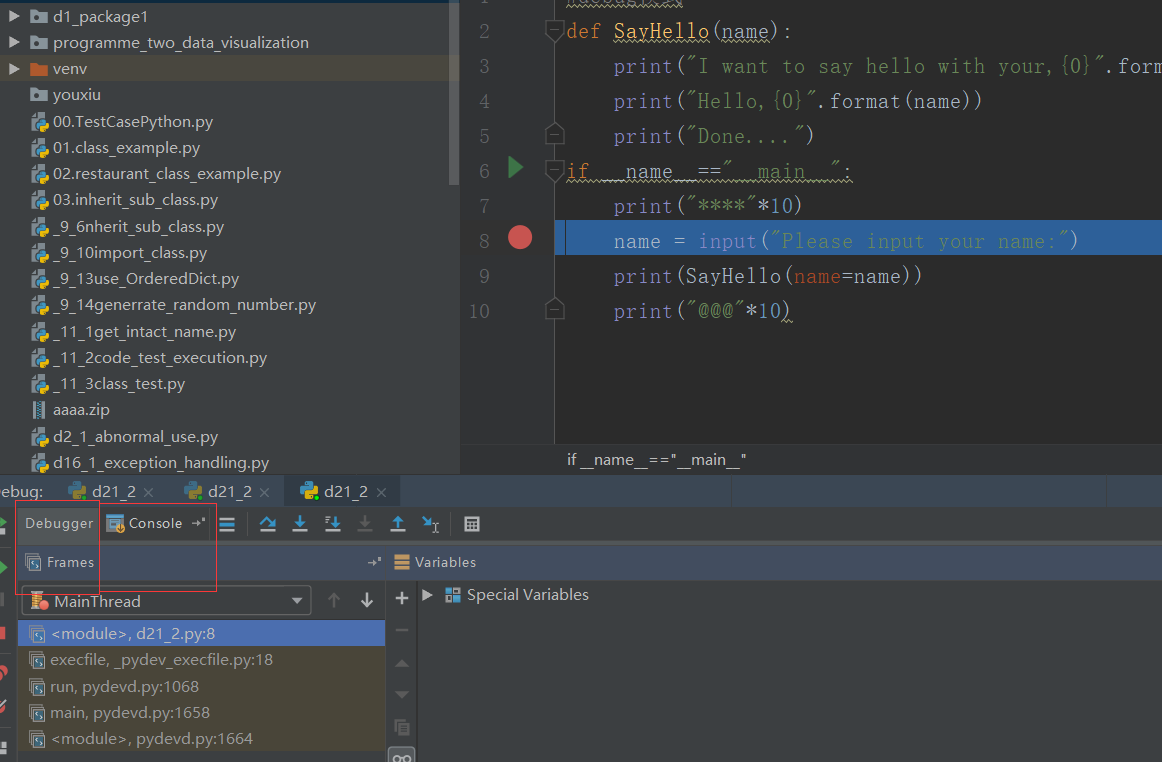 d1_package1
programme_two_data_visualization
venv
youxiu
00.TestCasePython.py
01.class_example.py
02.restaurant_class_example.py
03.inherit_sub_class.py
_9_6nherit_sub_class.py
_9_10import_class.py
_9_13use_OrderedDict.py
_9_14generrate_random_number.py
_11_1get_intact_name.py
_11_2code_test_execution.py
_11_3class_test.py
aaaa.zip
d2_1_abnormal_use.py
d16_1_exception_handling.py
2 def SayHello(name):
3 print("I want to say hello with your,{0}".form
4 print("Hello,{0}".format(name))
5 print("Done....")
6 if __name__=="__main__":
7 print("****"*10)
8 name = input("Please input your name:")
9 print(SayHello(name=name))
10 print("@@@"*10)
if __name__=="__main__"
ebug: d21_2 d21_2 d21_2
Debugger Console
Frames Variables
MainThread Special Variables
<module>, d21_2.py:8
execfile, _pydev_execfile.py:18
run, pydevd.py:1068
main, pydevd.py:1658
<module>, pydevd.py:1664